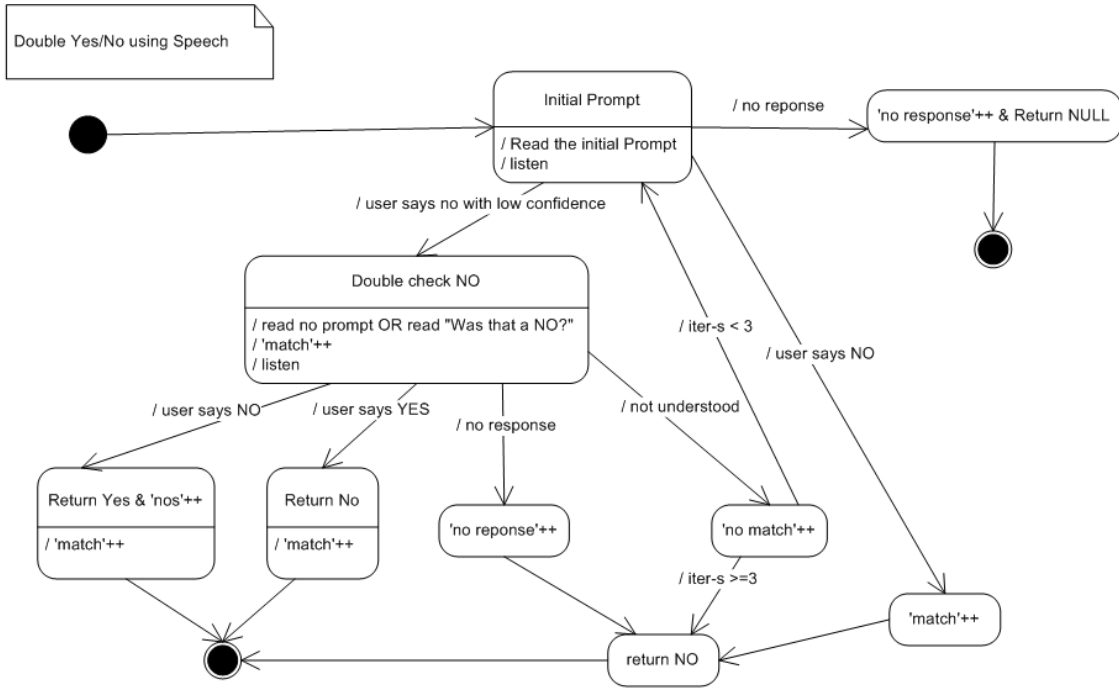 Double Yes/No using Speech
Initial Prompt
/ Read the initial Prompt
/ listen
/ no reponse
'no response'++ & Return NULL
/ user says no with low confidence
Double check NO
/ read no prompt OR read "Was that a NO?"
/ 'match'++
/ listen
/ iter-s < 3
/ user says NO
/ user says NO
/ user says YES
/ no response
/ not understood
Return Yes & 'nos'++
/ 'match'++
Return No
/ 'match'++
'no reponse'++
'no match'++
/ iter-s >=3
'match'++
return NO